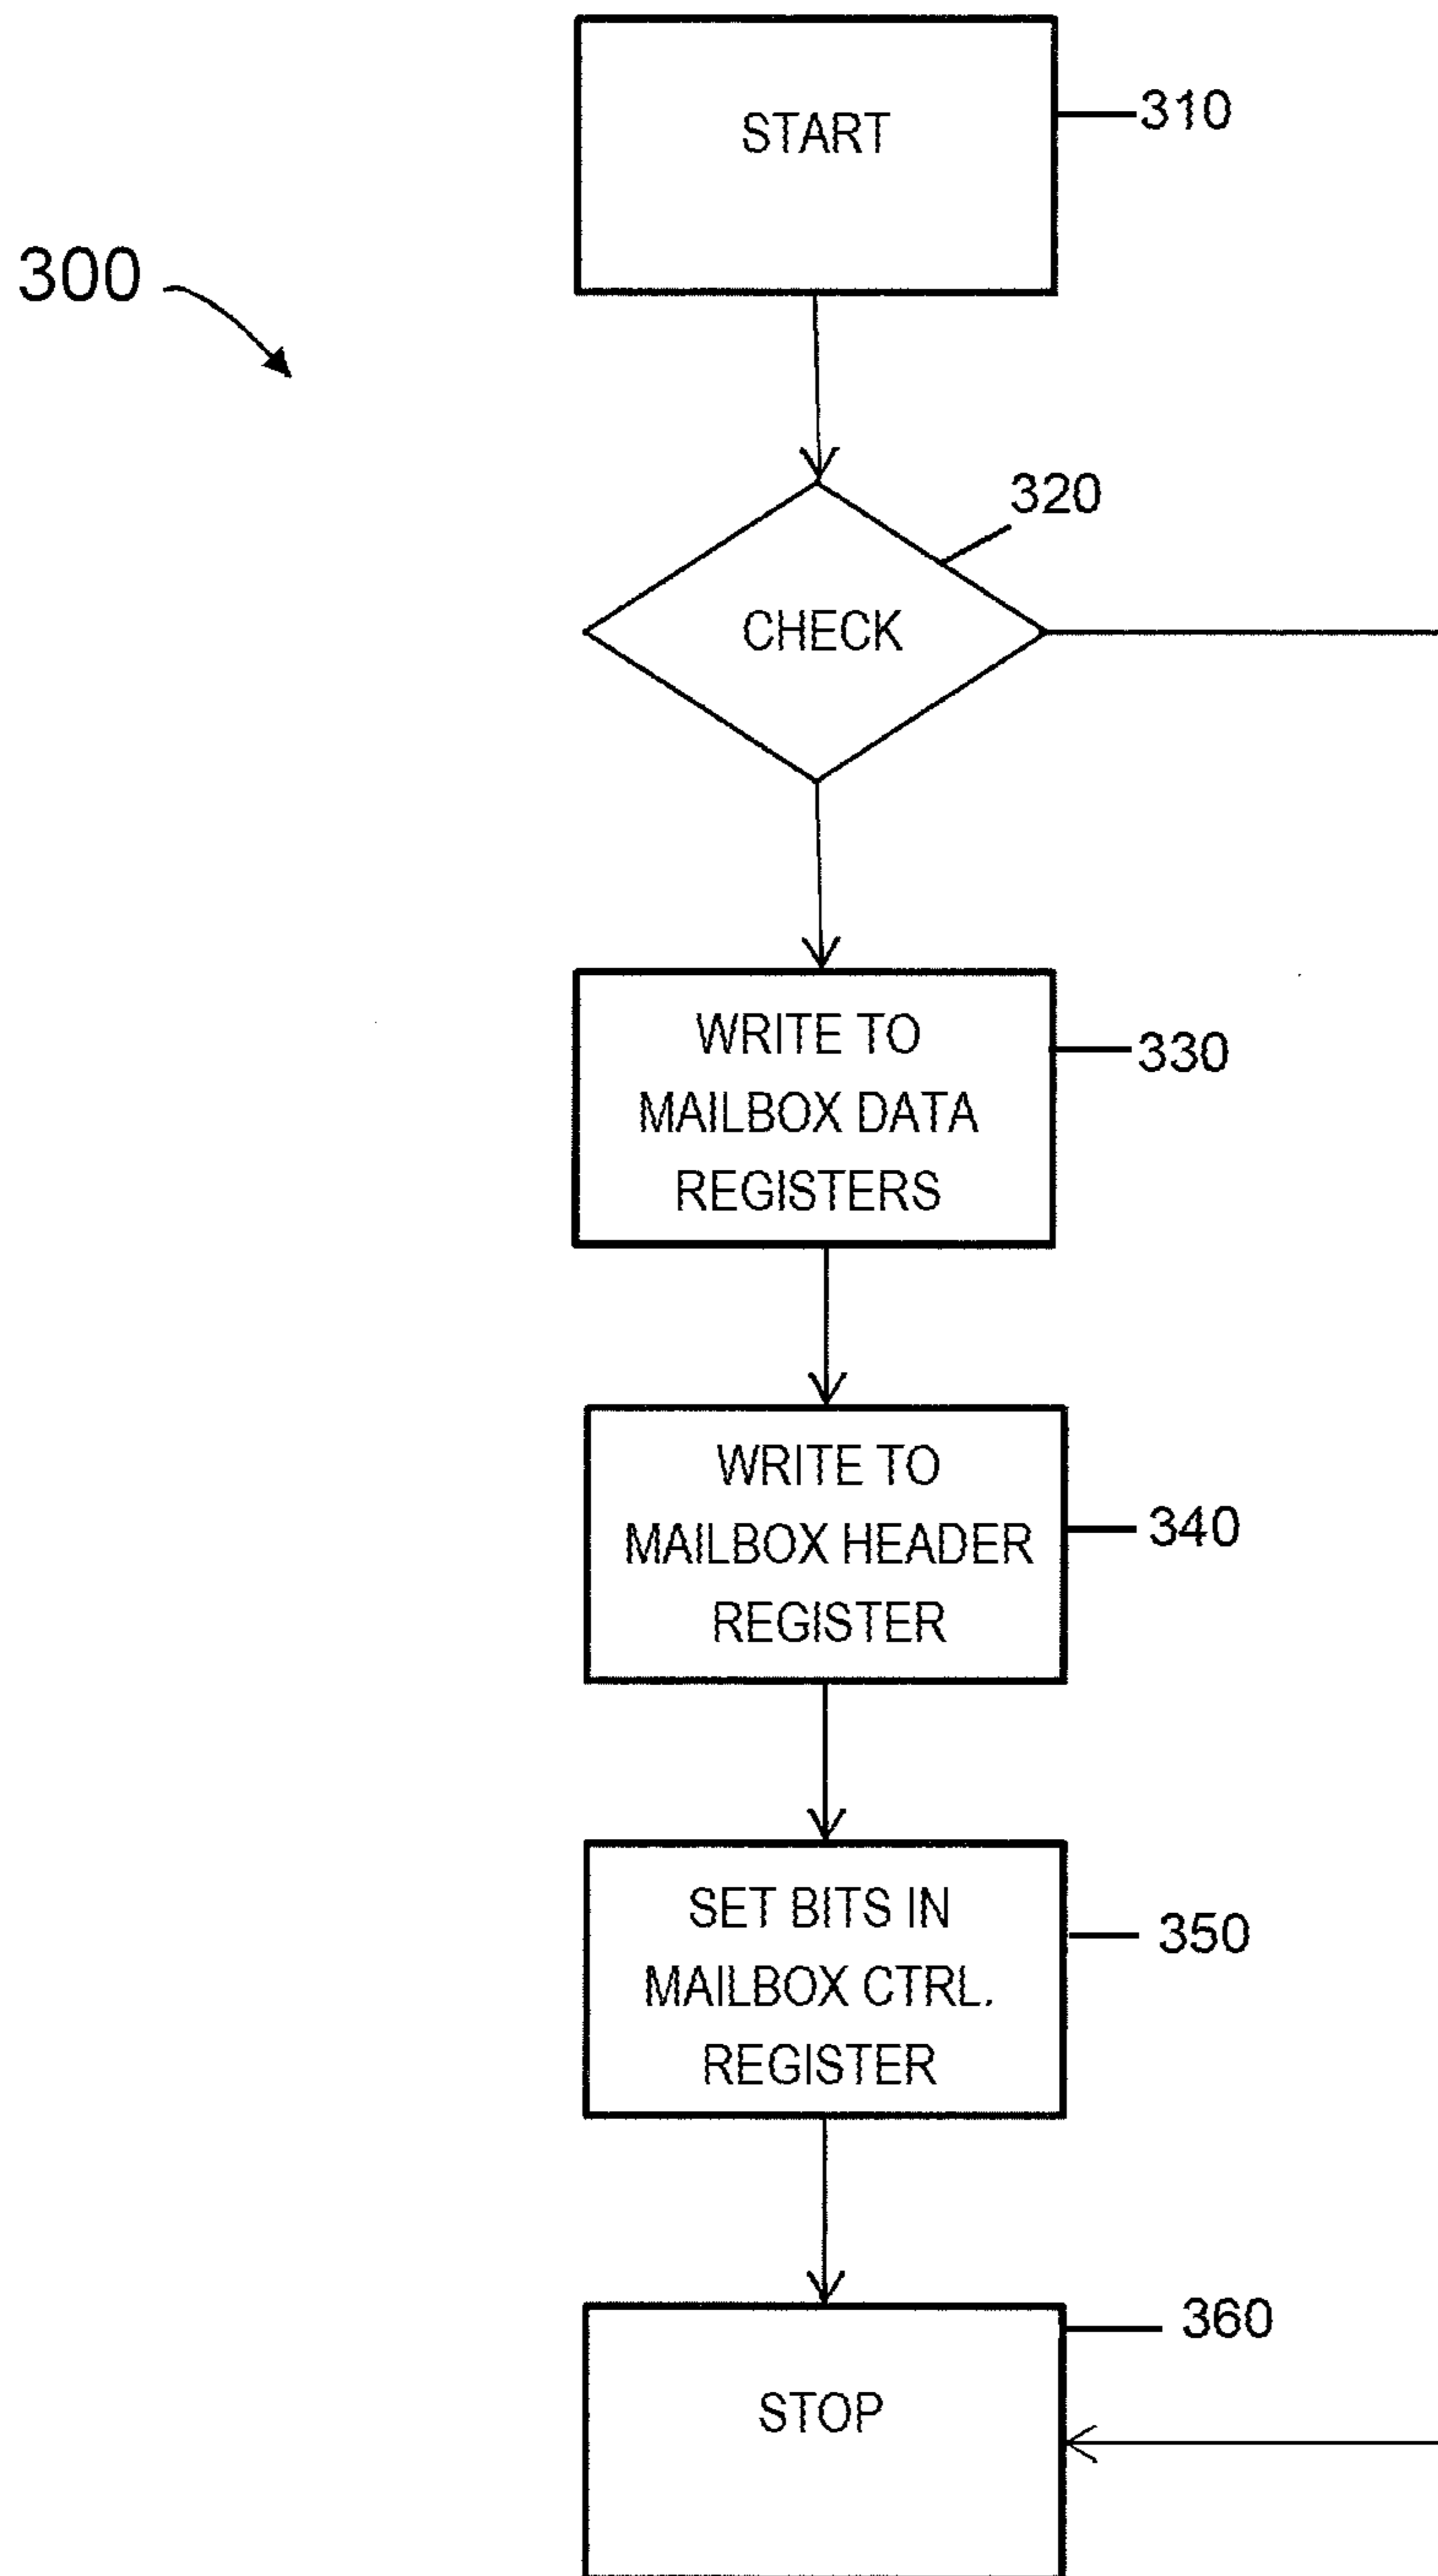 START
310
300
320
CHECK
WRITE TO
330
MAILBOX DATA
REGISTERS
WRITE TO
MAILBOX HEADER
340
REGISTER
SET BITS IN
350
MAILBOX CTRL.
REGISTER
360
STOP